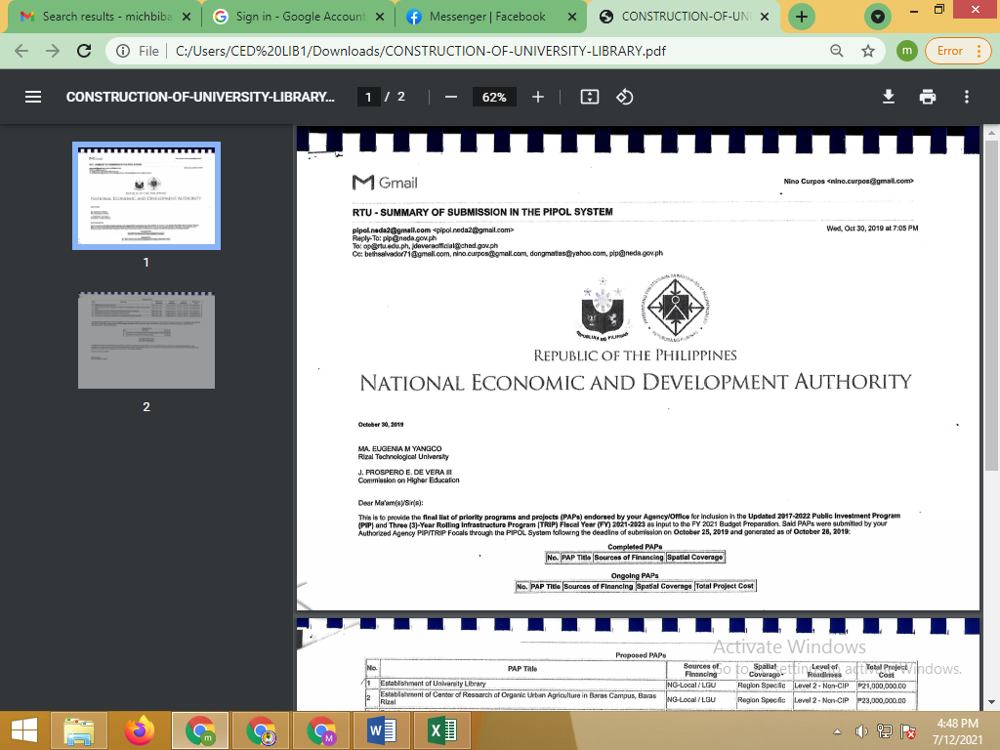 Search results - michbiba
Sign in - Google Account
Messenger | Facebook
CONSTRUCTION-OF-UN
File
C:/Users/CED%20LIB1/Downloads/CONSTRUCTION-OF-UNIVERSITY-LIBRARY.pdf
m
Error
CONSTRUCTION-OF-UNIVERSITY-LIBRARY...
1 / 2
62%
1
2
Gmail
Nino Curpos <nino.curpos@gmail.com>
RTU - SUMMARY OF SUBMISSION IN THE PIPOL SYSTEM
pipol.neda2@gmail.com <pipol.neda2@gmail.com>
Wed, Oct 30, 2019 at 7:05 PM
Reply-To: pip@neda.gov.ph
To: op@rtu.edu.ph, jdeveraofficial@ched.gov.ph
Cc: bethsalvador71@gmail.com, nino.curpos@gmail.com, dongmatias@yahoo.com, pip@neda.gov.ph
REPUBLIKA NG PILIPINAS
REPUBLIC OF THE PHILIPPINES
NATIONAL ECONOMIC AND DEVELOPMENT AUTHORITY
October 30, 2019
MA. EUGENIA M YANGCO
Rizal Technological University
J. PROSPERO E. DE VERA III
Commission on Higher Education
Dear Ma'am(s)/Sir(s):
This is to provide the final list of priority programs and projects (PAPs) endorsed by your Agency/Office for inclusion in the Updated 2017-2022 Public Investment Program
(PIP) and Three (3)-Year Rolling Infrastructure Program (TRIP) Fiscal Year (FY) 2021-2023 as input to the FY 2021 Budget Preparation. Said PAPs were submitted by your
Authorized Agency PIP/TRIP Focals through the PIPOL System following the deadline of submission on October 25, 2019 and generated as of October 28, 2019:
Completed PAPs
No. PAP Title Sources of Financing Spatial Coverage
Ongoing PAPs
No. PAP Title Sources of Financing Spatial Coverage Total Project Cost
Proposed PAPs
No. PAP Title Sources of Financing Spatial Coverage Level of Readiness Total Project Cost
1 Establishment of University Library NG-Local / LGU Region Specific Level 2 - Non-CIP ₱21,000,000.00
2 Establishment of Center of Research of Organic Urban Agriculture in Baras Campus, Baras Rizal NG-Local / LGU Region Specific Level 2 - Non-CIP ₱23,000,000.00
Activate Windows
Go to activate Windows.
4:48 PM
7/12/2021